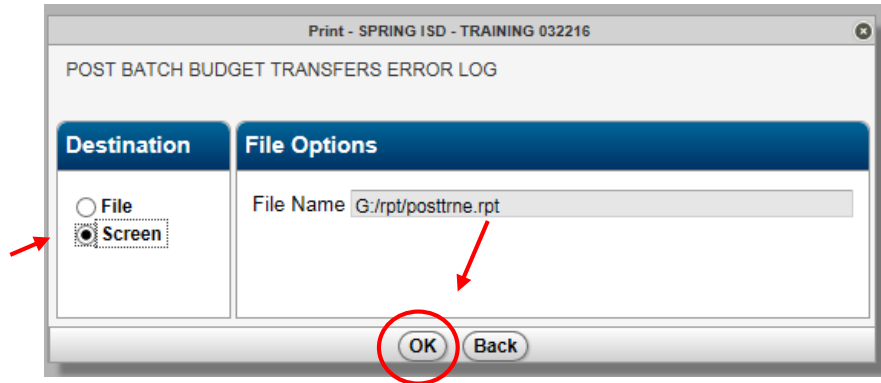 Print - SPRING ISD - TRAINING 032216
POST BATCH BUDGET TRANSFERS ERROR LOG
Destination
File Options
File
File Name G:/rpt/posttrne.rpt
Screen
OK Back